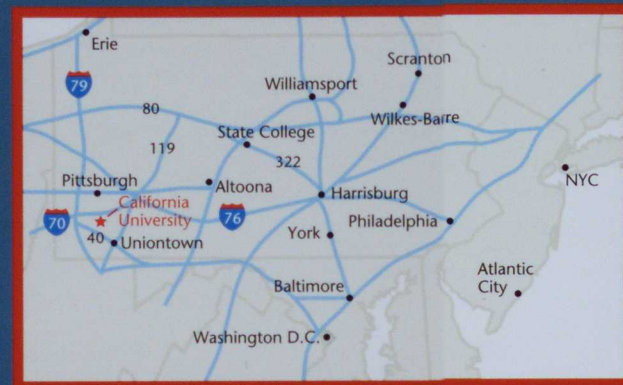 Erie
79
Scranton
Williamsport
80
Wilkes-Barre
State College
119
322
Pittsburgh
Altoona
Harrisburg
NYC
California
University
70
76
Philadelphia
40
Uniontown
York
Atlantic
City
Baltimore
Washington D.C.